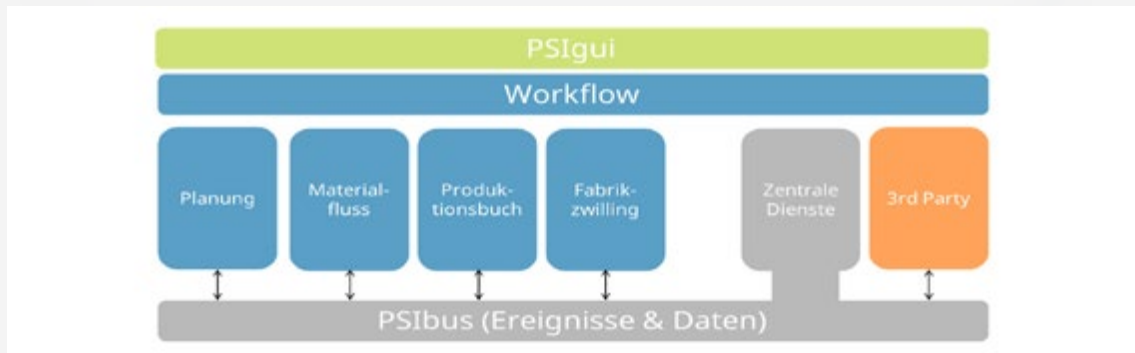 PSIgui
Workflow
Planung
Material-
fluss
Produk-
tionsbuch
Fabrik-
zwilling
Zentrale
Dienste
3rd Party
PSIbus (Ereignisse & Daten)